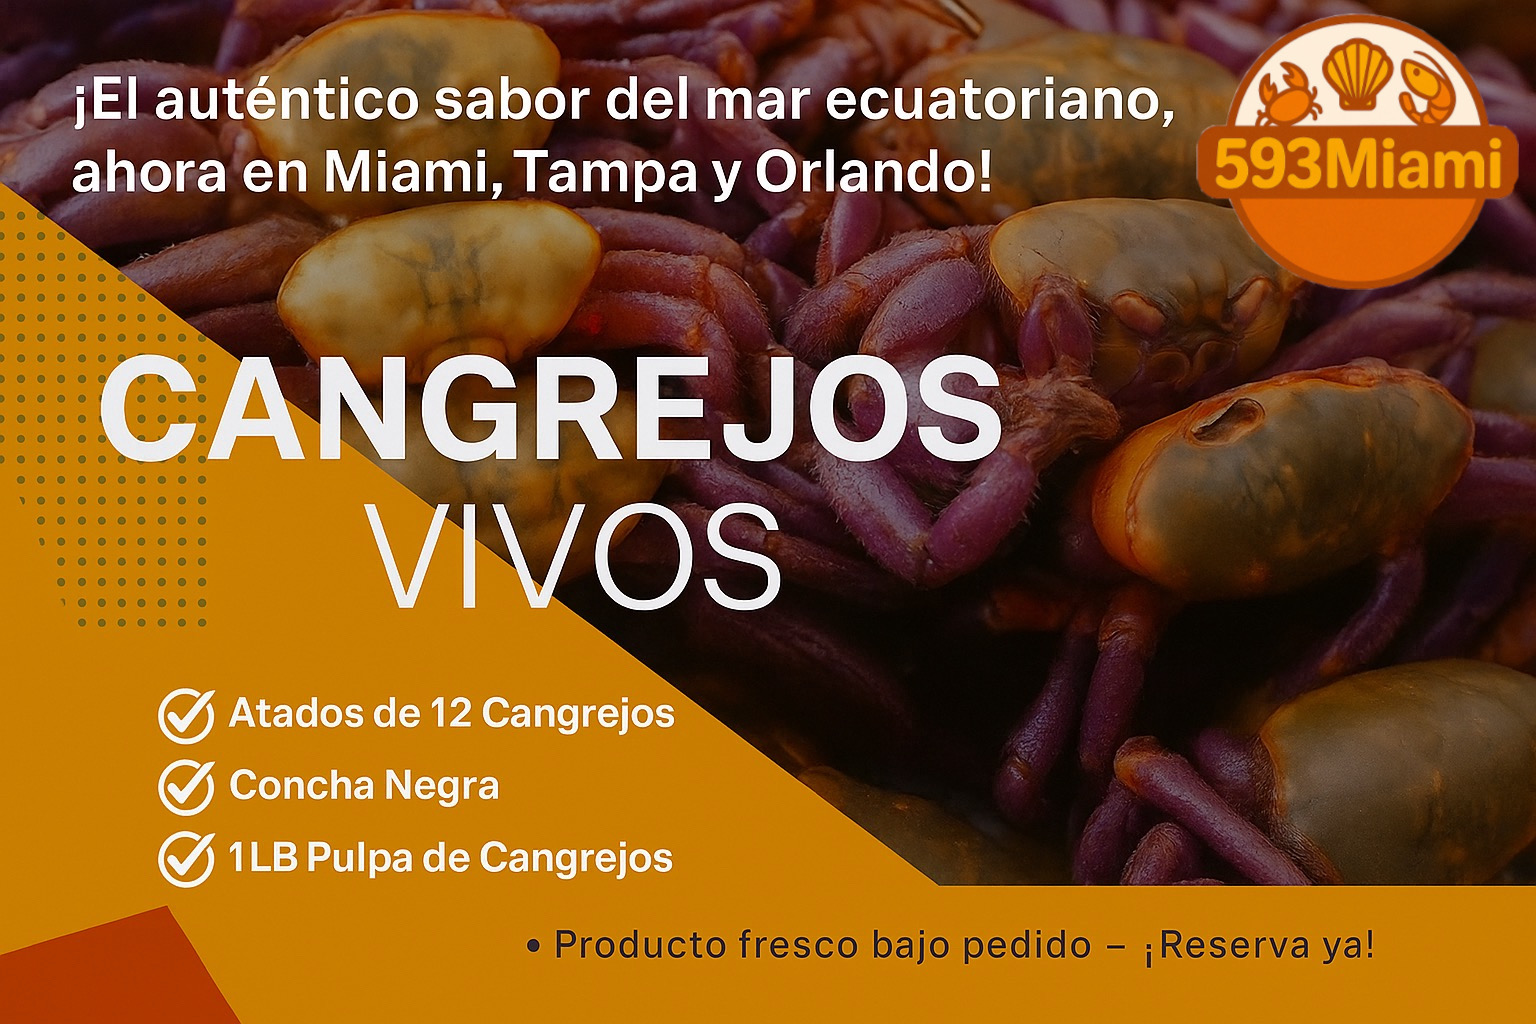 ¡El auténtico sabor del mar ecuatoriano,
ahora en Miami, Tampa y Orlando!
593Miami
CANGREJOS
VIVOS
Atados de 12 Cangrejos
Concha Negra
1LB Pulpa de Cangrejos
• Producto fresco bajo pedido – ¡Reserva ya!